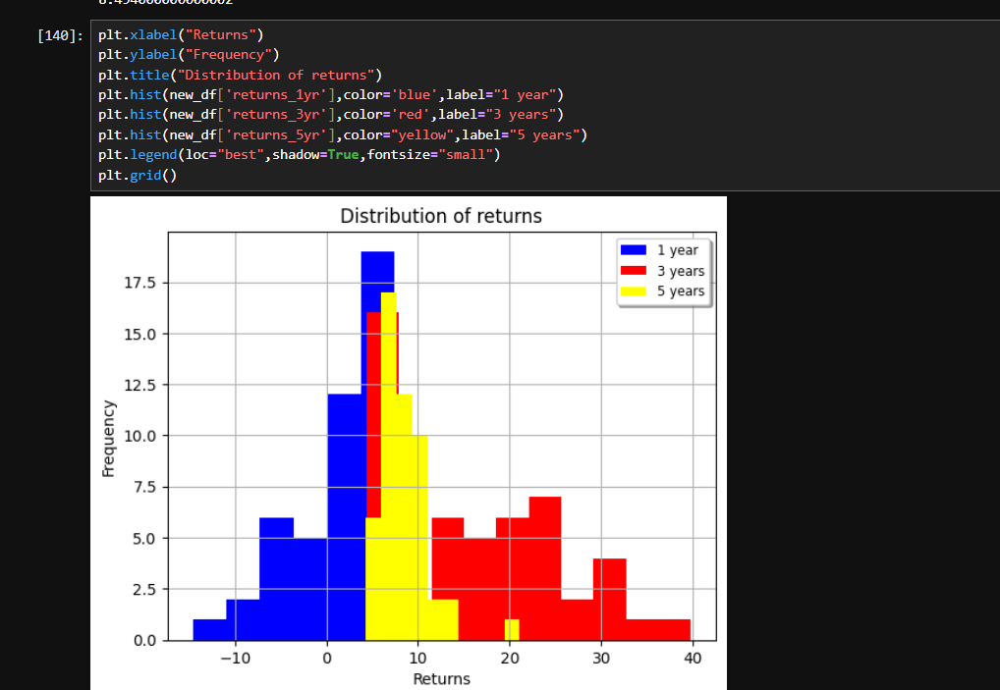 [140]:
plt.xlabel("Returns")
plt.ylabel("Frequency")
plt.title("Distribution of returns")
plt.hist(new_df['returns_1yr'],color='blue',label="1 year")
plt.hist(new_df['returns_3yr'],color='red',label="3 years")
plt.hist(new_df['returns_5yr'],color="yellow",label="5 years")
plt.legend(loc="best",shadow=True,fontsize="small")
plt.grid()
Distribution of returns
1 year
3 years
5 years
17.5
15.0
12.5
10.0
7.5
5.0
2.5
0.0
Frequency
−10 0 10 20 30 40
Returns